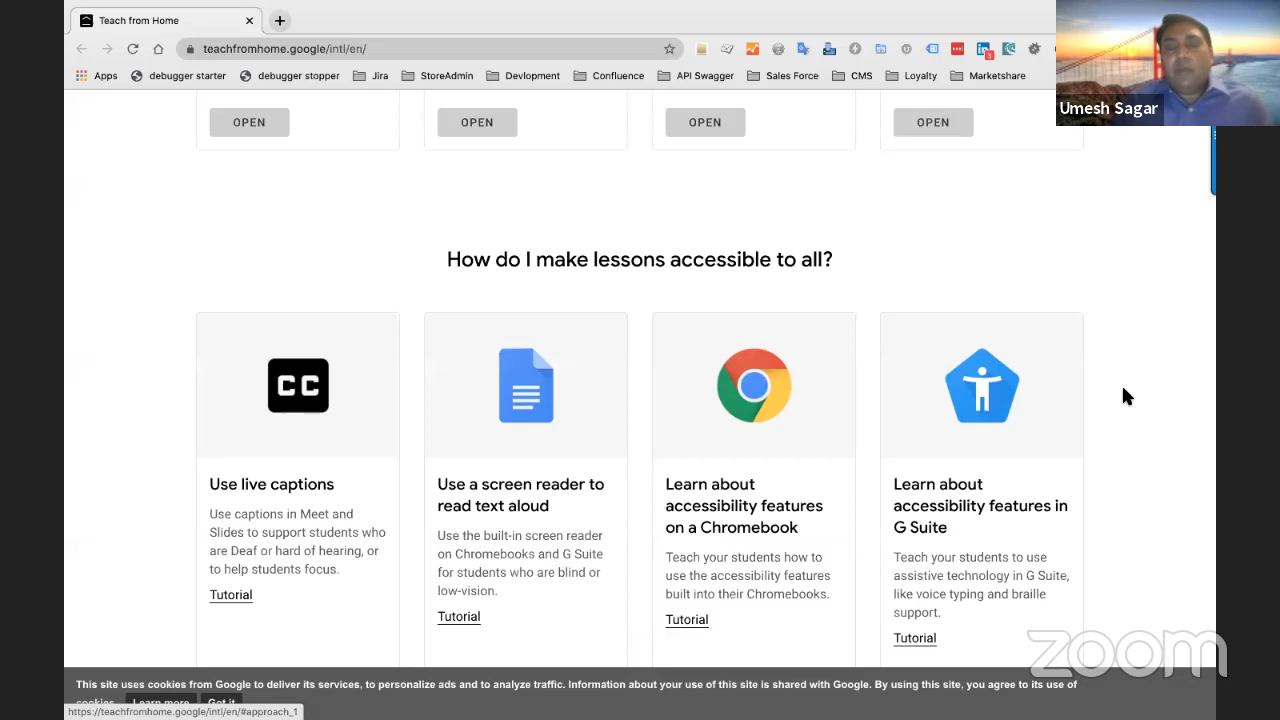 Teach from Home
teachfromhome.google/intl/en/
3
Apps debugger starter debugger stopper Jira StoreAdmin Devlopment Confluence API Swagger Sales Force CMS Loyalty Marketshare
Umesh Sagar
OPEN OPEN OPEN OPEN
How do I make lessons accessible to all?
CC
Use live captions
Use captions in Meet and
Slides to support students who
are Deaf or hard of hearing, or
to help students focus.
Tutorial
Use a screen reader to
read text aloud
Use the built-in screen reader
on Chromebooks and G Suite
for students who are blind or
low-vision.
Tutorial
Learn about
accessibility features
on a Chromebook
Teach your students how to
use the accessibility features
built into their Chromebooks.
Tutorial
Learn about
accessibility features in
G Suite
Teach your students to use
assistive technology in G Suite,
like voice typing and braille
support.
Tutorial
zoom
This site uses cookies from Google to deliver its services, to personalize ads and to analyze traffic. Information about your use of this site is shared with Google. By using this site, you agree to its use of
cookies. Learn more Got it
https://teachfromhome.google/intl/en/#approach_1